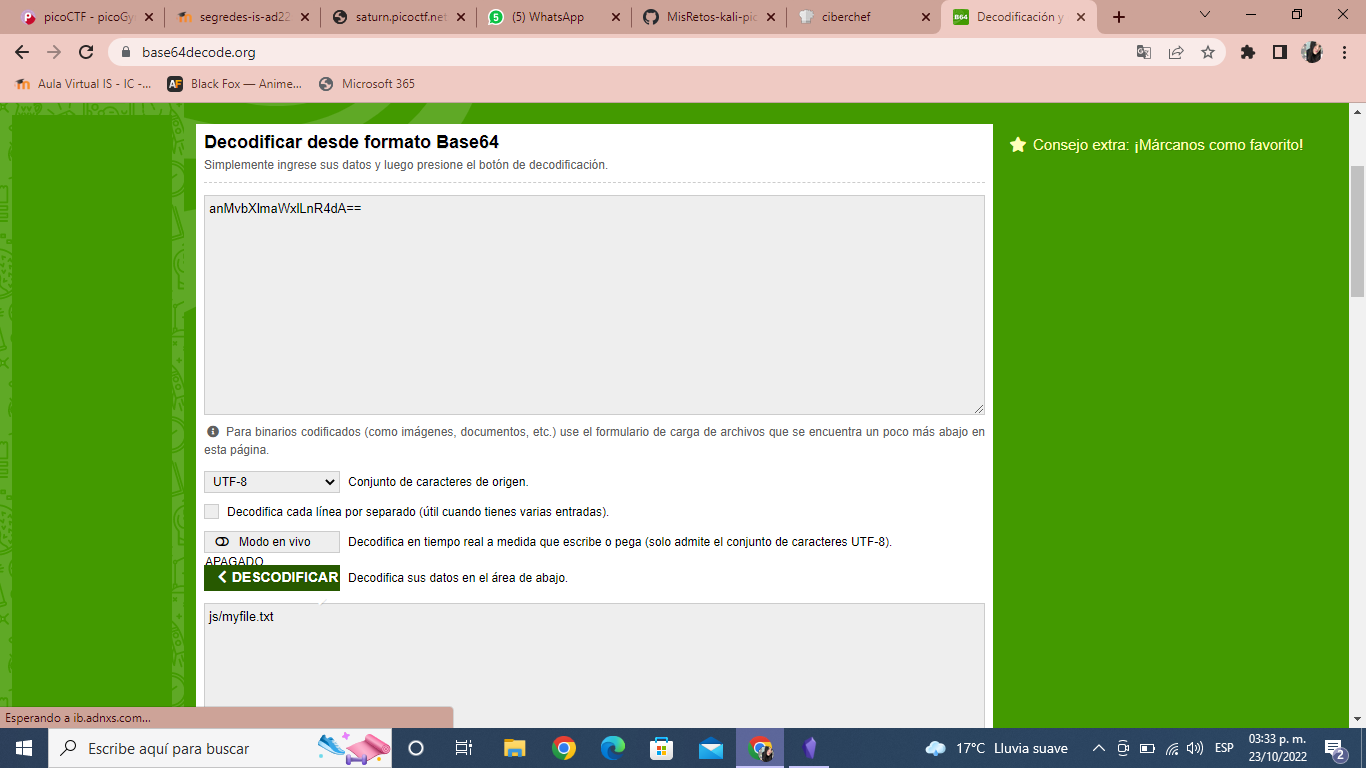 picoCTF - picoGy
segredes-is-ad22
saturn.picoctf.net
(5) WhatsApp
MisRetos-kali-pic
ciberchef
Decodificación y
base64decode.org
Aula Virtual IS - IC -...
Black Fox — Anime...
Microsoft 365
Decodificar desde formato Base64
Simplemente ingrese sus datos y luego presione el botón de decodificación.
Consejo extra: ¡Márcanos como favorito!
anMvbXlmaWxlLnR4dA==
Para binarios codificados (como imágenes, documentos, etc.) use el formulario de carga de archivos que se encuentra un poco más abajo en
esta página.
UTF-8 Conjunto de caracteres de origen.
Decodifica cada línea por separado (útil cuando tienes varias entradas).
Modo en vivo Decodifica en tiempo real a medida que escribe o pega (solo admite el conjunto de caracteres UTF-8).
APAGADO
DESCODIFICAR Decodifica sus datos en el área de abajo.
js/myfile.txt
Esperando a ib.adnxs.com...
Escribe aquí para buscar
17°C Lluvia suave
ESP
03:33 p. m.
23/10/2022
2